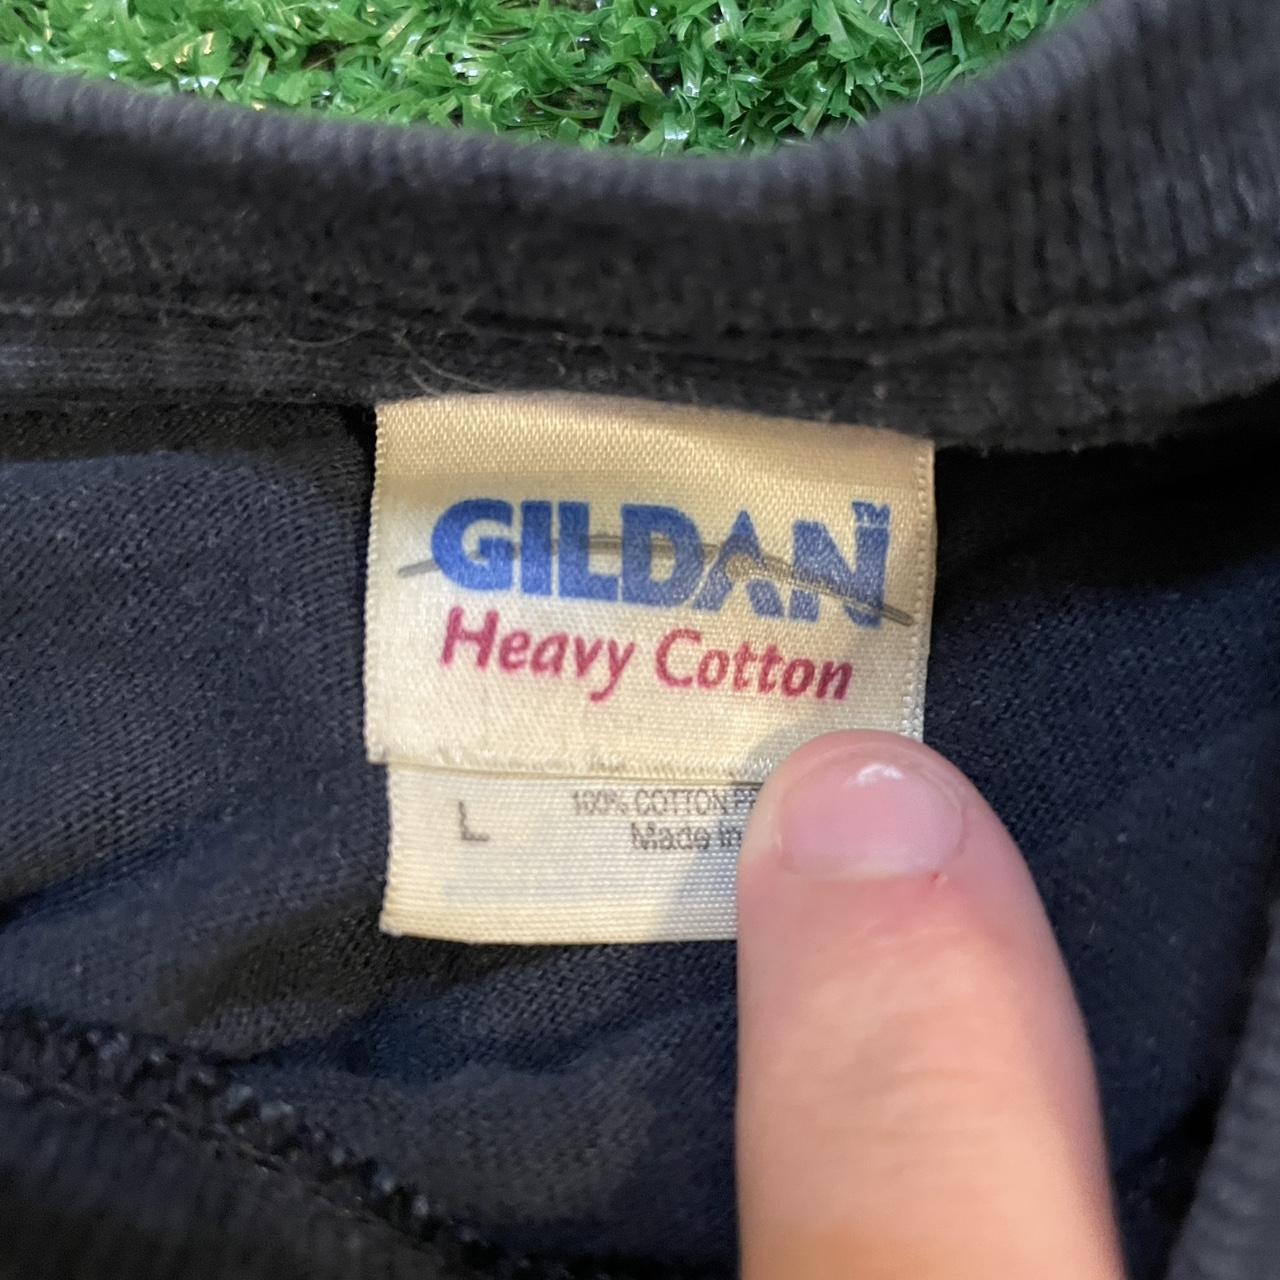 GILDAN™
Heavy Cotton
L 100% COTTON
Made in